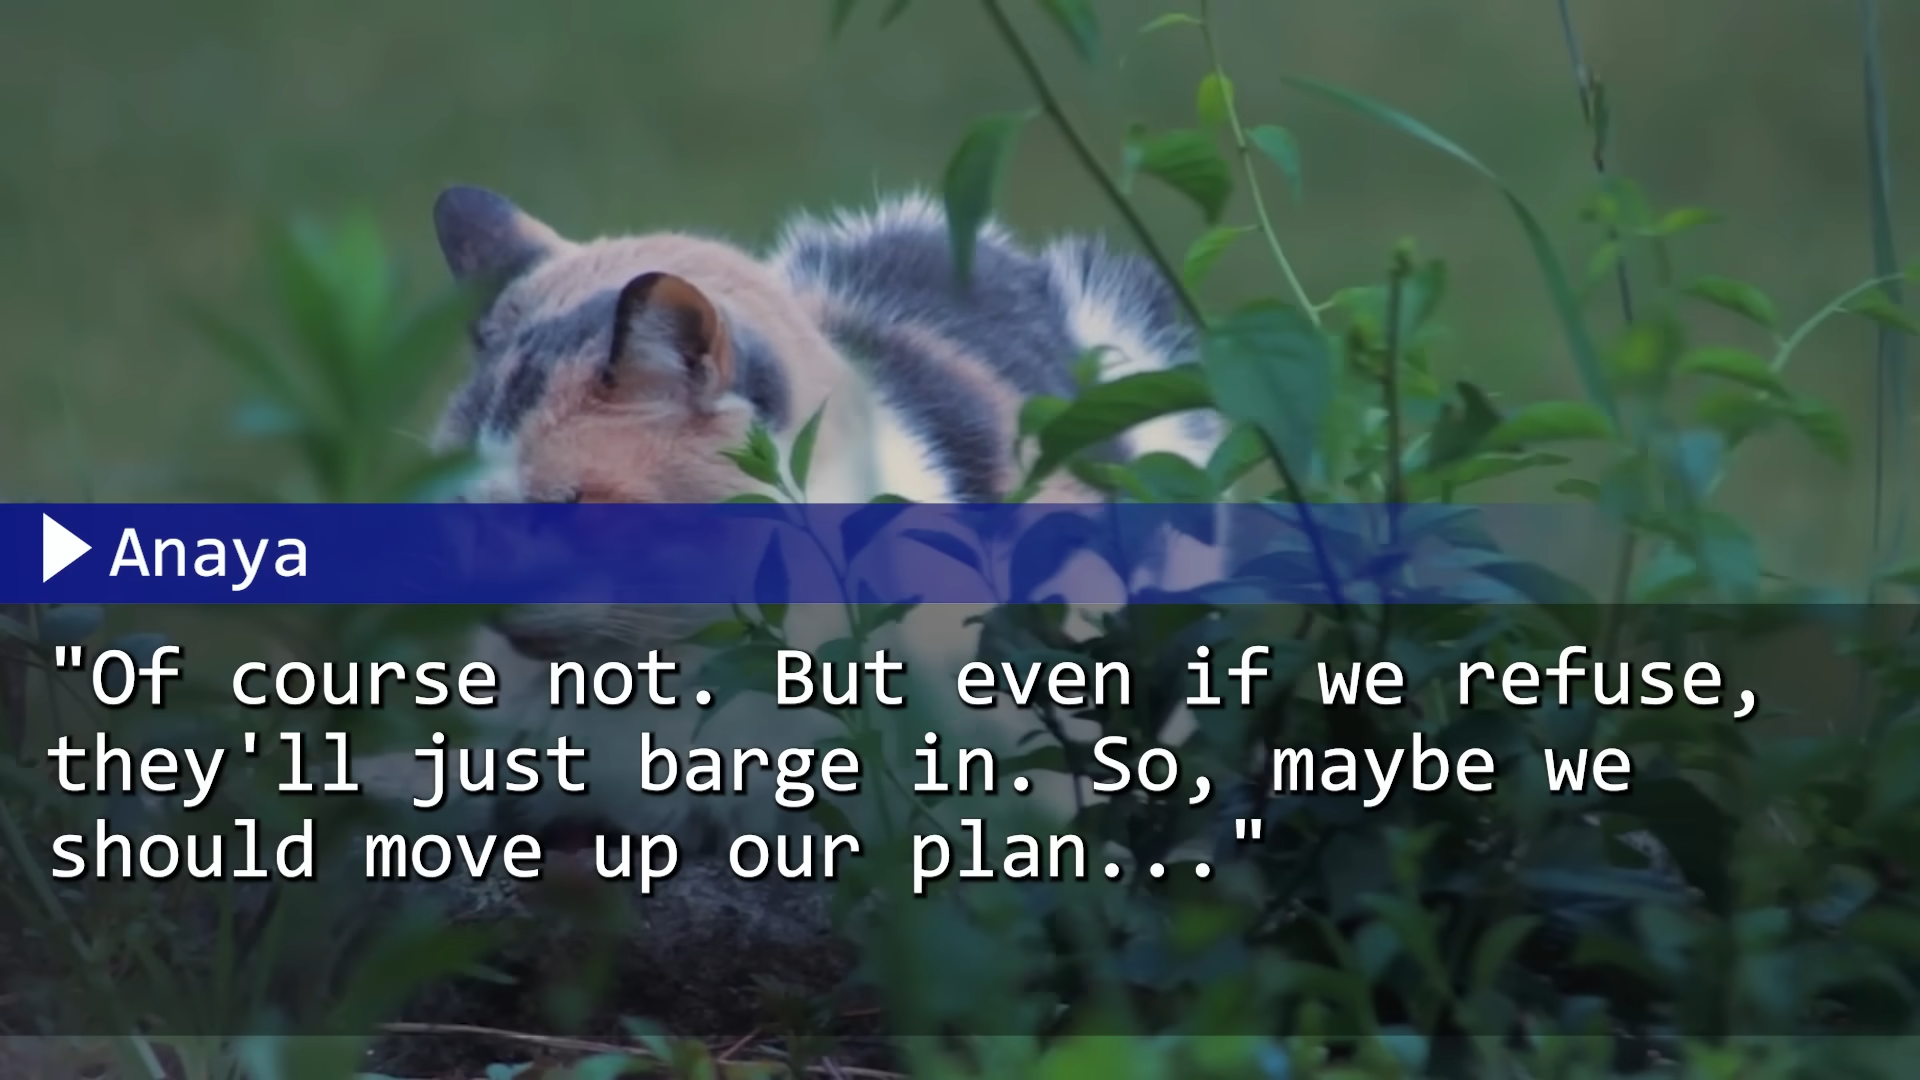 Anaya
"Of course not. But even if we refuse,
they'll just barge in. So, maybe we
should move up our plan..."